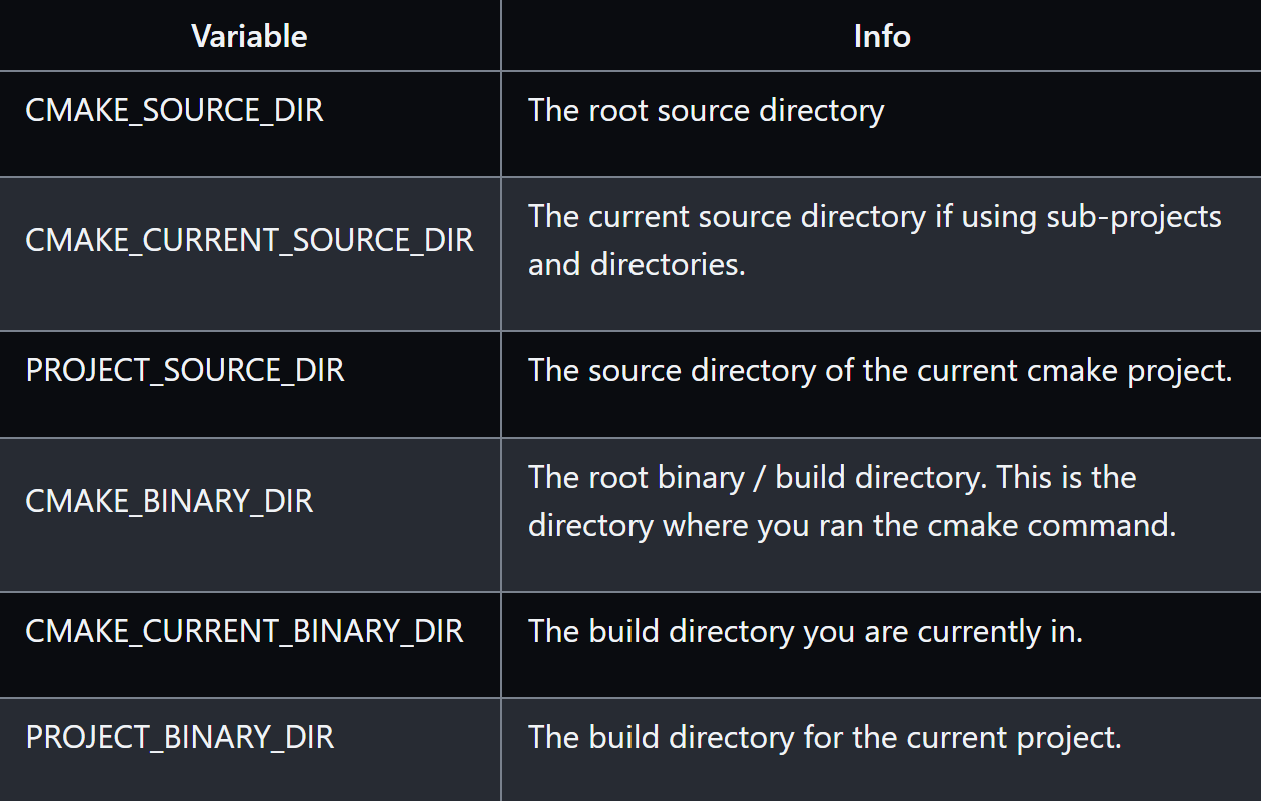 Variable Info
CMAKE_SOURCE_DIR The root source directory
CMAKE_CURRENT_SOURCE_DIR The current source directory if using sub-projects
and directories.
PROJECT_SOURCE_DIR The source directory of the current cmake project.
CMAKE_BINARY_DIR The root binary / build directory. This is the
directory where you ran the cmake command.
CMAKE_CURRENT_BINARY_DIR The build directory you are currently in.
PROJECT_BINARY_DIR The build directory for the current project.